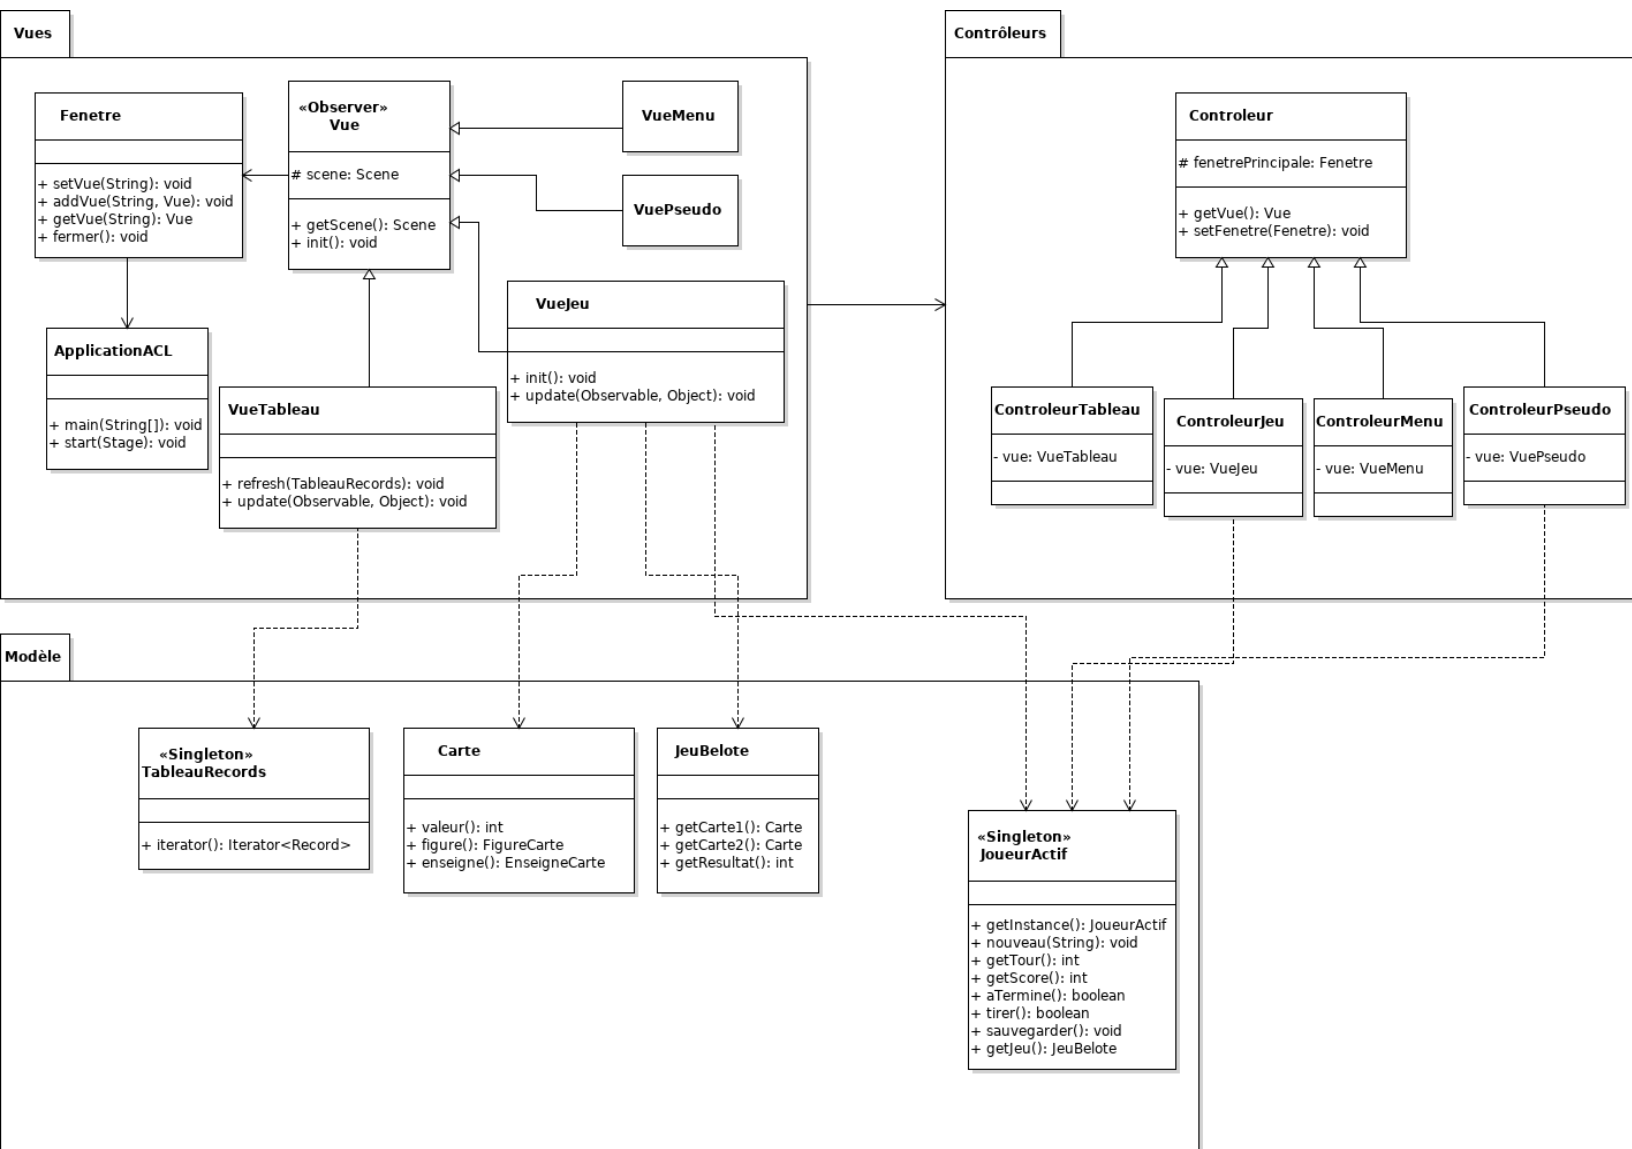 Vues
Fenetre
+ setVue(String): void
+ addVue(String, Vue): void
+ getVue(String): Vue
+ fermer(): void
«Observer»
Vue
# scene: Scene
+ getScene(): Scene
+ init(): void
VueMenu
VuePseudo
VueJeu
+ init(): void
+ update(Observable, Object): void
ApplicationACL
+ main(String[]): void
+ start(Stage): void
VueTableau
+ refresh(TableauRecords): void
+ update(Observable, Object): void
Contrôleurs
Controleur
# fenetrePrincipale: Fenetre
+ getVue(): Vue
+ setFenetre(Fenetre): void
ControleurTableau
- vue: VueTableau
ControleurJeu
- vue: VueJeu
ControleurMenu
- vue: VueMenu
ControleurPseudo
- vue: VuePseudo
Modèle
«Singleton»
TableauRecords
+ iterator(): Iterator<Record>
Carte
+ valeur(): int
+ figure(): FigureCarte
+ enseigne(): EnseigneCarte
JeuBelote
+ getCarte1(): Carte
+ getCarte2(): Carte
+ getResultat(): int
«Singleton»
JoueurActif
+ getInstance(): JoueurActif
+ nouveau(String): void
+ getTour(): int
+ getScore(): int
+ aTermine(): boolean
+ tirer(): boolean
+ sauvegarder(): void
+ getJeu(): JeuBelote